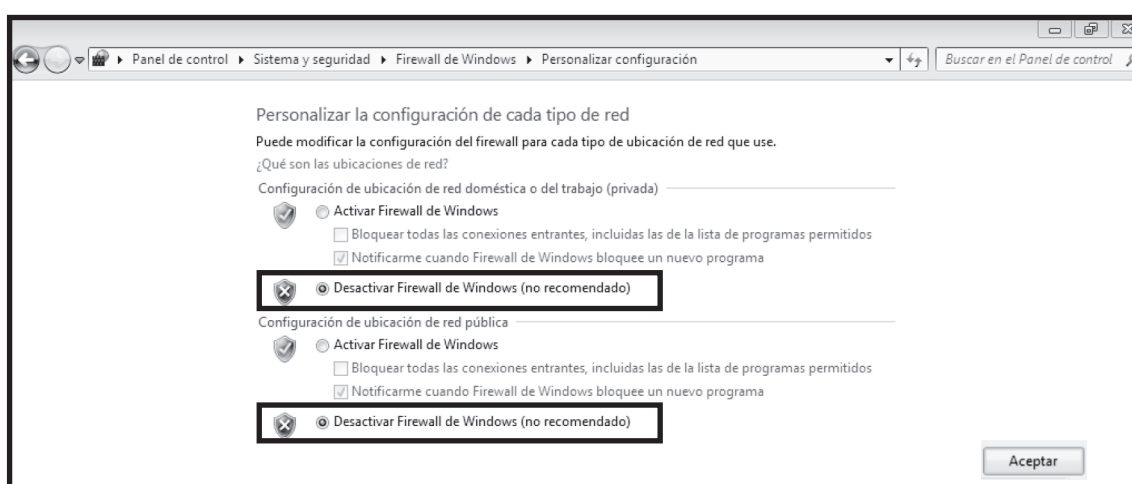 Panel de control ▸ Sistema y seguridad ▸ Firewall de Windows ▸ Personalizar configuración
Buscar en el Panel de control
Personalizar la configuración de cada tipo de red
Puede modificar la configuración del firewall para cada tipo de ubicación de red que use.
¿Qué son las ubicaciones de red?
Configuración de ubicación de red doméstica o del trabajo (privada)
Activar Firewall de Windows
Bloquear todas las conexiones entrantes, incluidas las de la lista de programas permitidos
Notificarme cuando Firewall de Windows bloquee un nuevo programa
Desactivar Firewall de Windows (no recomendado)
Configuración de ubicación de red pública
Activar Firewall de Windows
Bloquear todas las conexiones entrantes, incluidas las de la lista de programas permitidos
Notificarme cuando Firewall de Windows bloquee un nuevo programa
Desactivar Firewall de Windows (no recomendado)
Aceptar